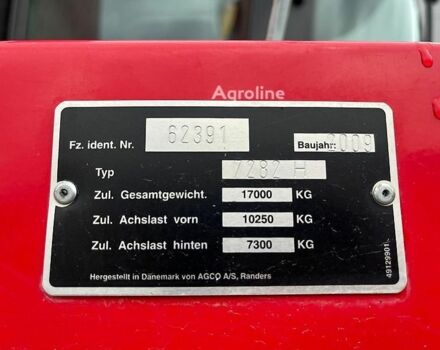 Agroline
Fz. ident. Nr. 62391 Baujahr: 2009
Typ 7282 H
Zul. Gesamtgewicht. 17000 KG
Zul. Achslast vorn 10250 KG
Zul. Achslast hinten 7300 KG
Hergestellt in Dänemark von AGCO A/S, Randers
49129901